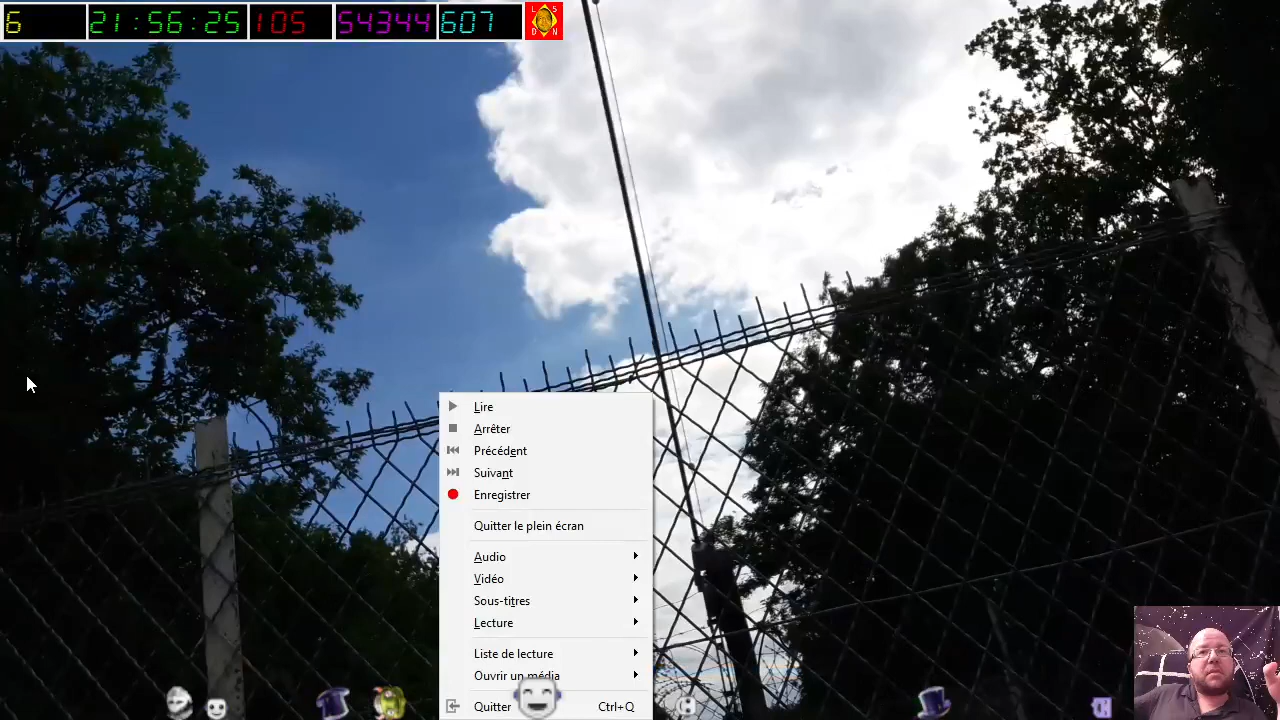 6 21:56:25 105 54344 607 S D N
Lire
Arrêter
Précédent
Suivant
Enregistrer
Quitter le plein écran
Audio
Vidéo
Sous-titres
Lecture
Liste de lecture
Ouvrir un média
Quitter Ctrl+Q